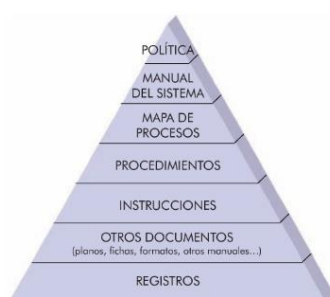 POLÍTICA
MANUAL
DEL SISTEMA
MAPA DE
PROCESOS
PROCEDIMIENTOS
INSTRUCCIONES
OTROS DOCUMENTOS
(planos, fichas, formatos, otros manuales...)
REGISTROS